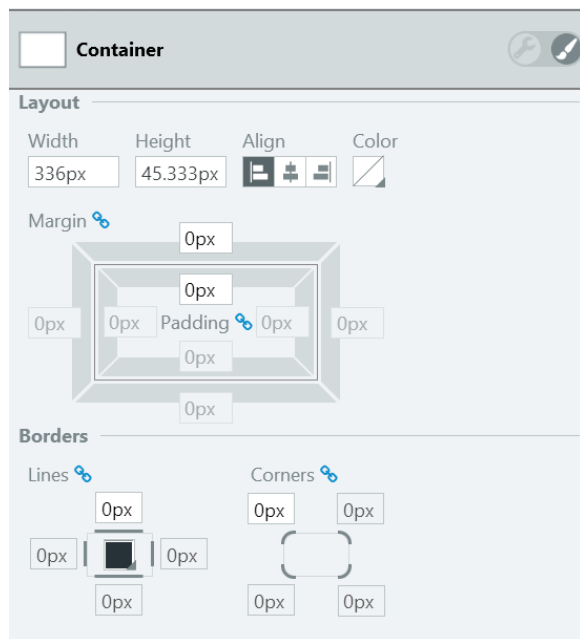 Container
Layout
Width Height Align Color
336px 45.333px
Margin
0px
0px
0px 0px Padding 0px 0px
0px
0px
Borders
Lines Corners
0px 0px 0px
0px 0px
0px 0px 0px